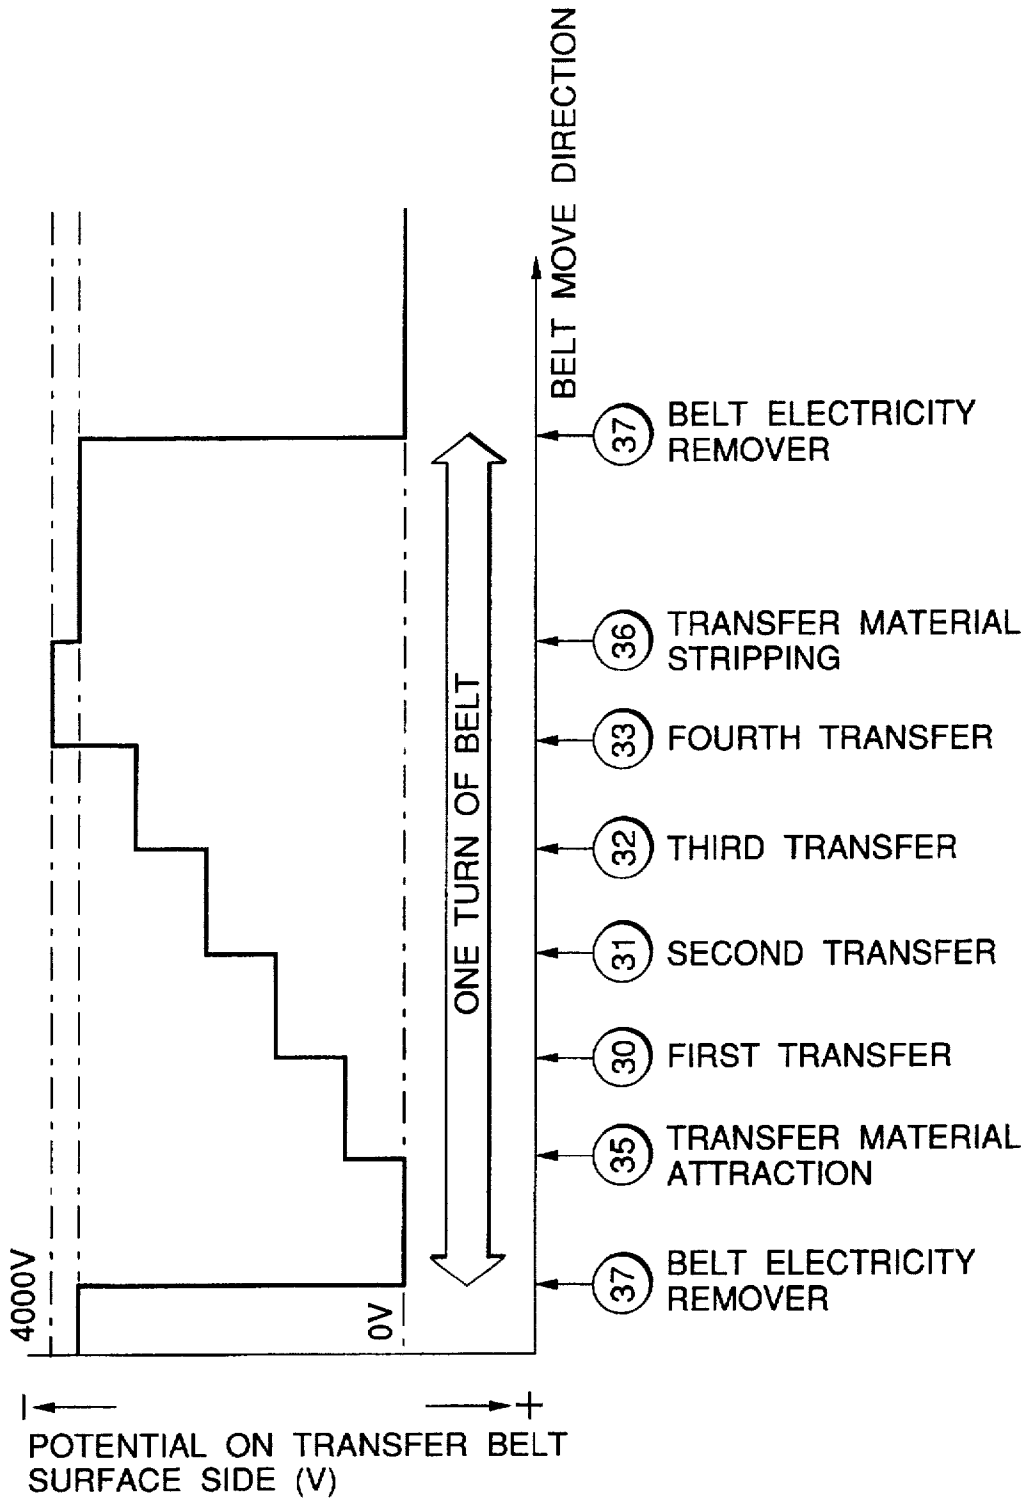 BELT MOVE DIRECTION
37 BELT ELECTRICITY
REMOVER
36 TRANSFER MATERIAL
STRIPPING
33 FOURTH TRANSFER
32 THIRD TRANSFER
31 SECOND TRANSFER
30 FIRST TRANSFER
35 TRANSFER MATERIAL
ATTRACTION
37 BELT ELECTRICITY
REMOVER
ONE TURN OF BELT
4000V
0V
− +
POTENTIAL ON TRANSFER BELT
SURFACE SIDE (V)